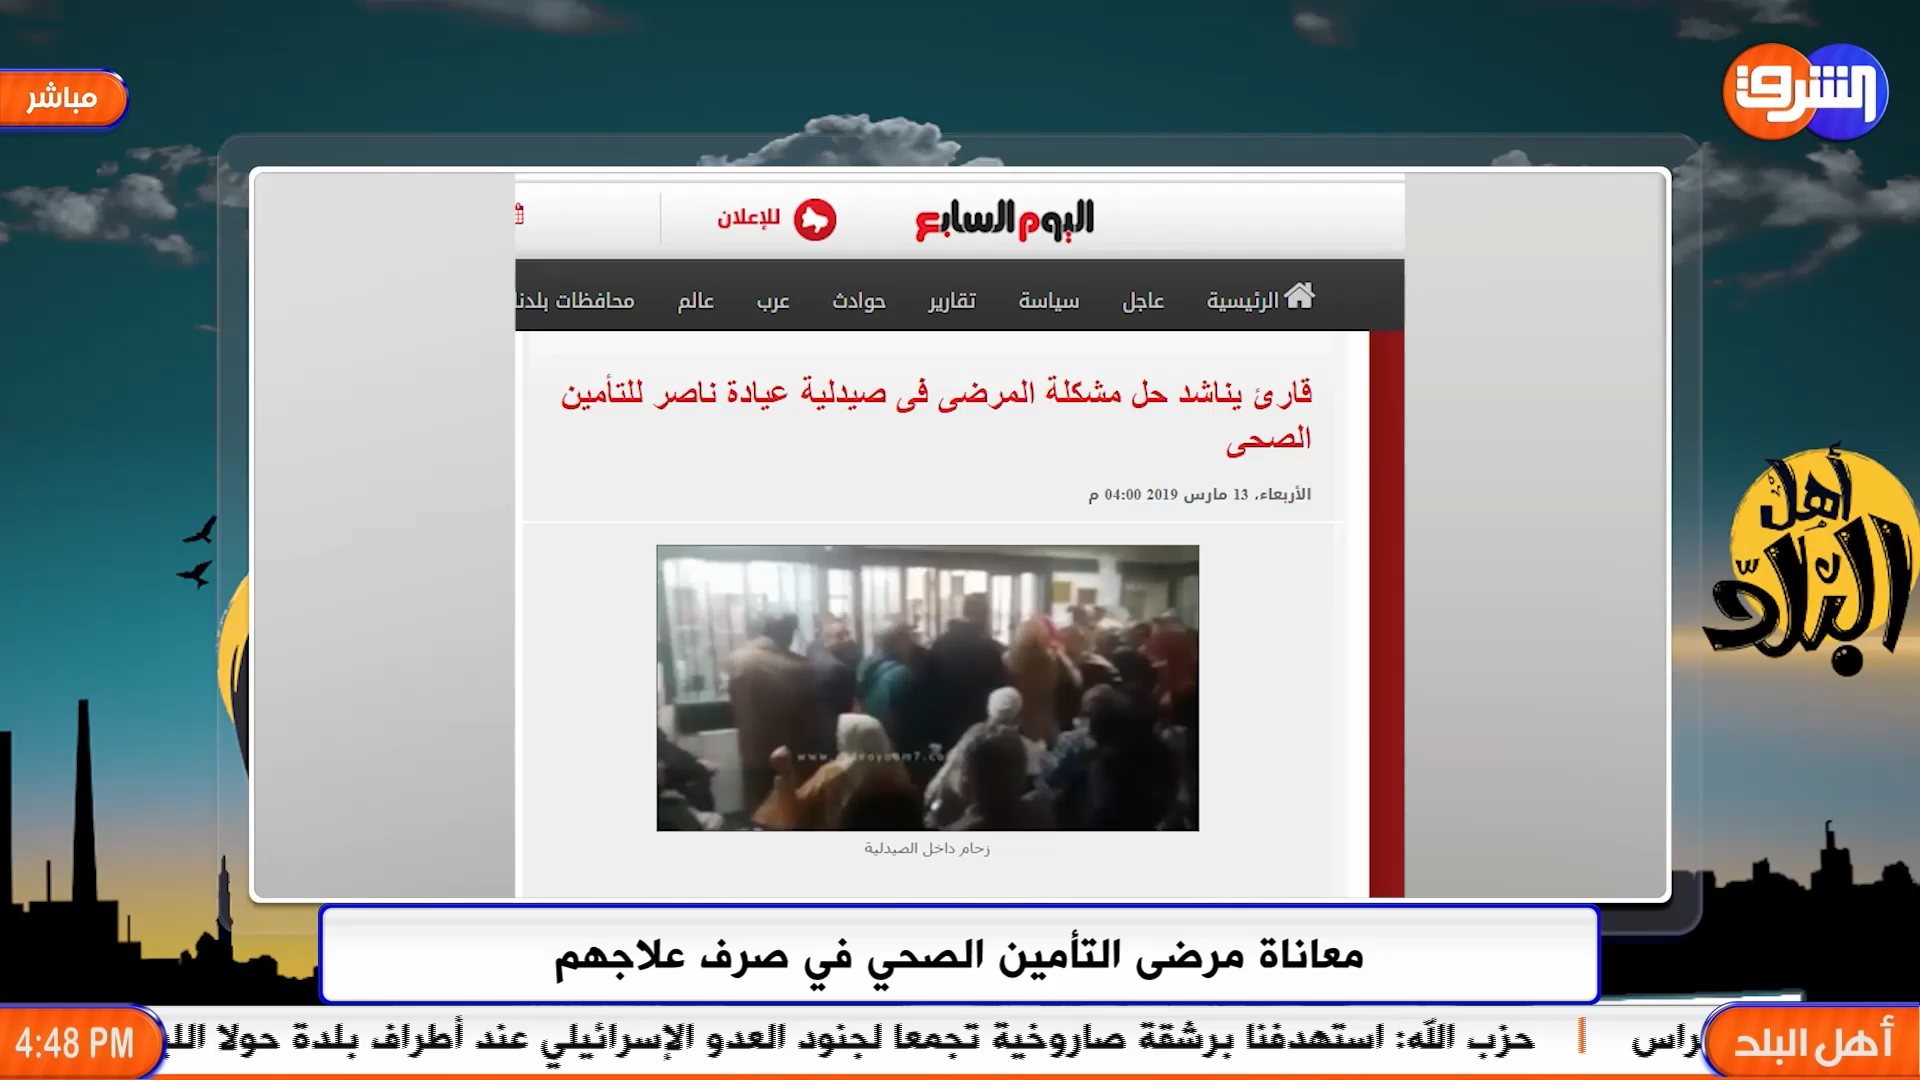 مباشر
الشرق
اليوم السابع
للإعلان
الرئيسية
عاجل
سياسة
تقارير
حوادث
عرب
عالم
محافظات
قارئ يناشد حل مشكلة المرضى فى صيدلية عيادة ناصر للتأمين
الصحى
الأربعاء، 13 مارس 2019 04:00 م
زحام داخل الصيدلية
أهل
البلد
معاناة مرضى التأمين الصحي في صرف علاجهم
أهل البلد
حزب الله: استهدفنا برشقة صاروخية تجمعا لجنود العدو الإسرائيلي عند أطراف بلدة حولا
4:48 PM